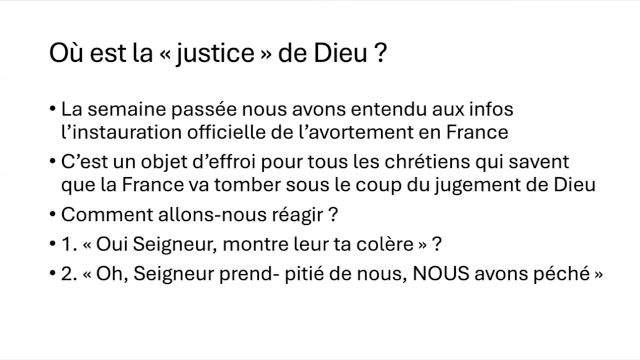 Où est la « justice » de Dieu ?
• La semaine passée nous avons entendu aux infos
l’instauration officielle de l’avortement en France
• C’est un objet d’effroi pour tous les chrétiens qui savent
que la France va tomber sous le coup du jugement de Dieu
• Comment allons-nous réagir ?
• 1. « Oui Seigneur, montre leur ta colère » ?
• 2. « Oh, Seigneur prend- pitié de nous, NOUS avons péché »